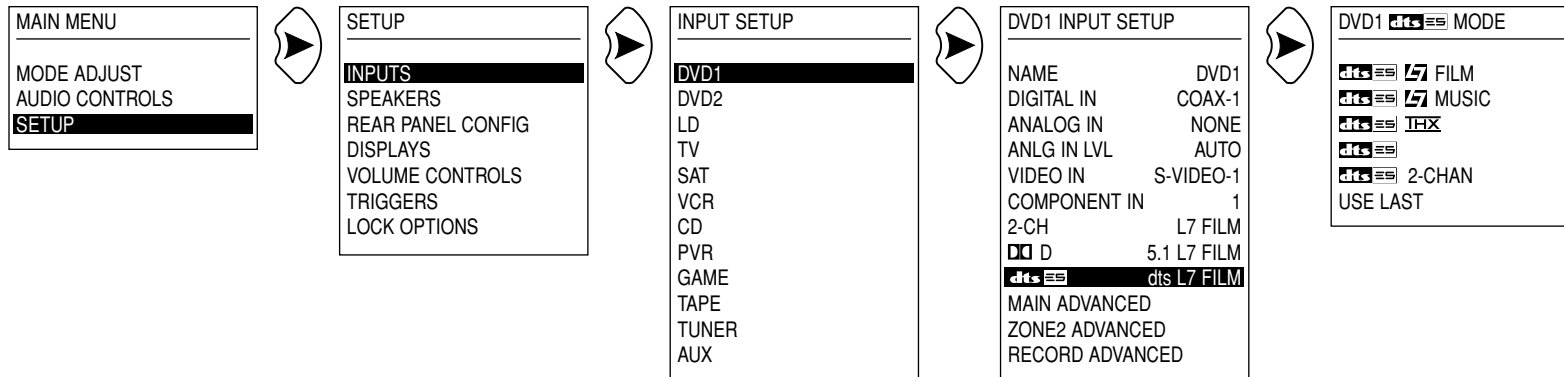 MAIN MENU
MODE ADJUST
AUDIO CONTROLS
SETUP
SETUP
INPUTS
SPEAKERS
REAR PANEL CONFIG
DISPLAYS
VOLUME CONTROLS
TRIGGERS
LOCK OPTIONS
INPUT SETUP
DVD1
DVD2
LD
TV
SAT
VCR
CD
PVR
GAME
TAPE
TUNER
AUX
DVD1 INPUT SETUP
NAME DVD1
DIGITAL IN COAX-1
ANALOG IN NONE
ANLG IN LVL AUTO
VIDEO IN S-VIDEO-1
COMPONENT IN 1
2-CH L7 FILM
D 5.1 L7 FILM
dts ES dts L7 FILM
MAIN ADVANCED
ZONE2 ADVANCED
RECORD ADVANCED
DVD1 dts ES MODE
dts ES L7 FILM
dts ES L7 MUSIC
dts ES THX
dts ES
dts ES 2-CHAN
USE LAST